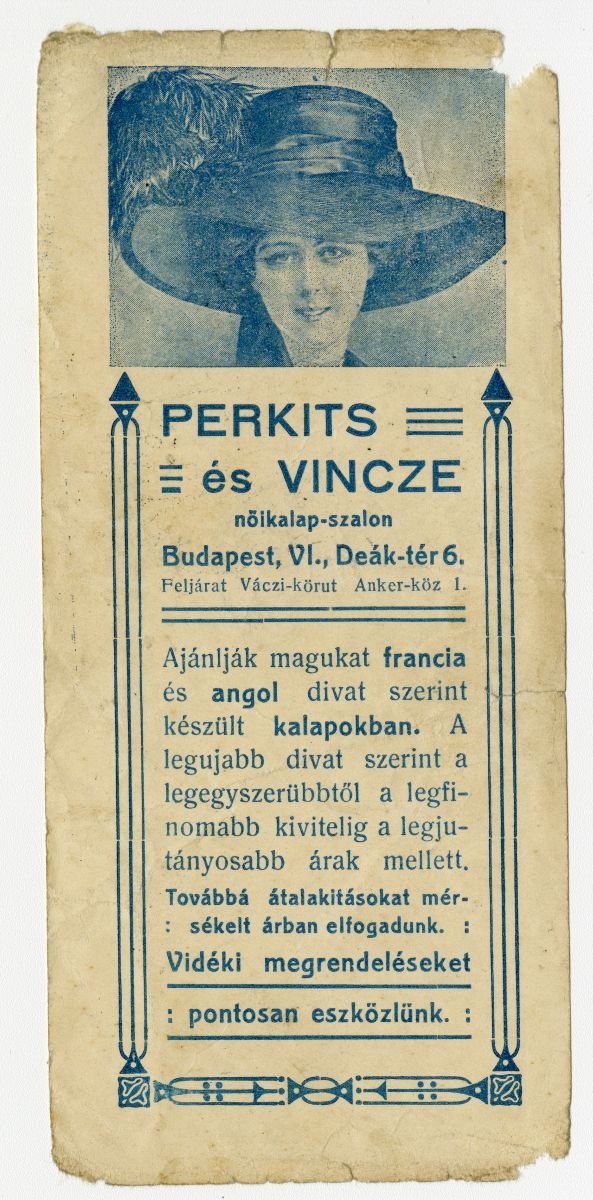 PERKITS
és VINCZE
nőikalap-szalon
Budapest, VI., Deák-tér 6.
Feljárat Váczi-körut Anker-köz 1.
Ajánlják magukat francia
és angol divat szerint
készült kalapokban. A
legujabb divat szerint a
legegyszerübbtől a legfi-
nomabb kivitelig a legju-
tányosabb árak mellett.
Továbbá átalakitásokat mér-
: sékelt árban elfogadunk. :
Vidéki megrendeléseket
: pontosan eszközlünk. :